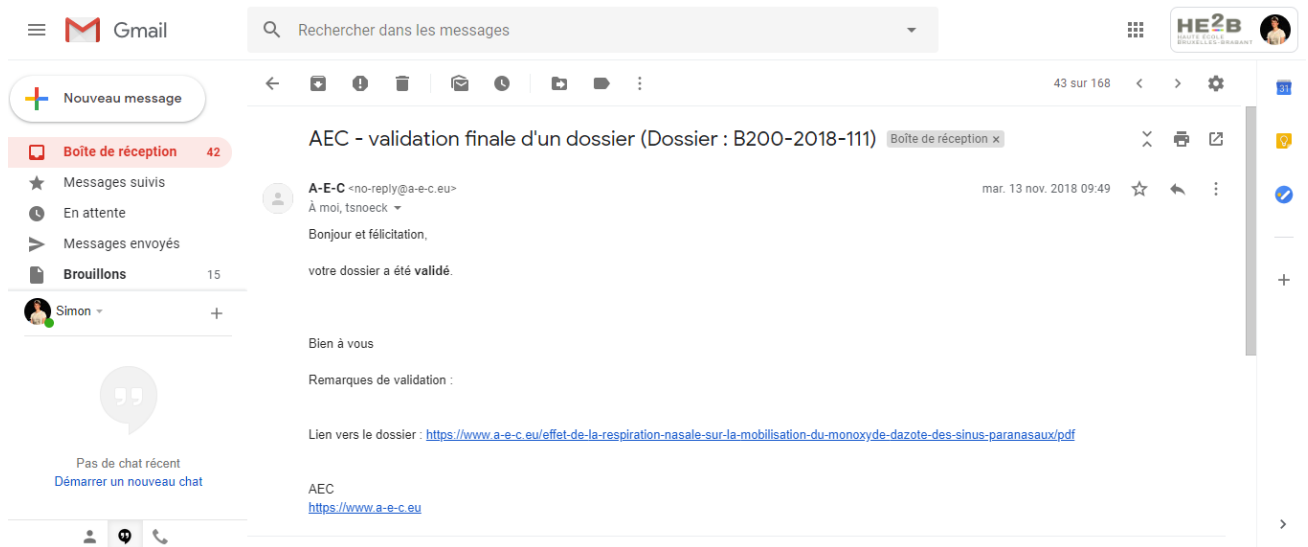 Gmail
Rechercher dans les messages
HE2B
HAUTE ECOLE
BRUXELLES-BRABANT
Nouveau message
43 sur 168
31
Boîte de réception 42
Messages suivis
En attente
Messages envoyés
Brouillons 15
Simon
Pas de chat récent
Démarrer un nouveau chat
AEC - validation finale d'un dossier (Dossier : B200-2018-111) Boîte de réception x
A-E-C <no-reply@a-e-c.eu> mar. 13 nov. 2018 09:49
À moi, tsnoeck
Bonjour et félicitation,
votre dossier a été validé.
Bien à vous
Remarques de validation :
Lien vers le dossier : https://www.a-e-c.eu/effet-de-la-respiration-nasale-sur-la-mobilisation-du-monoxyde-dazote-des-sinus-paranasaux/pdf
AEC
https://www.a-e-c.eu